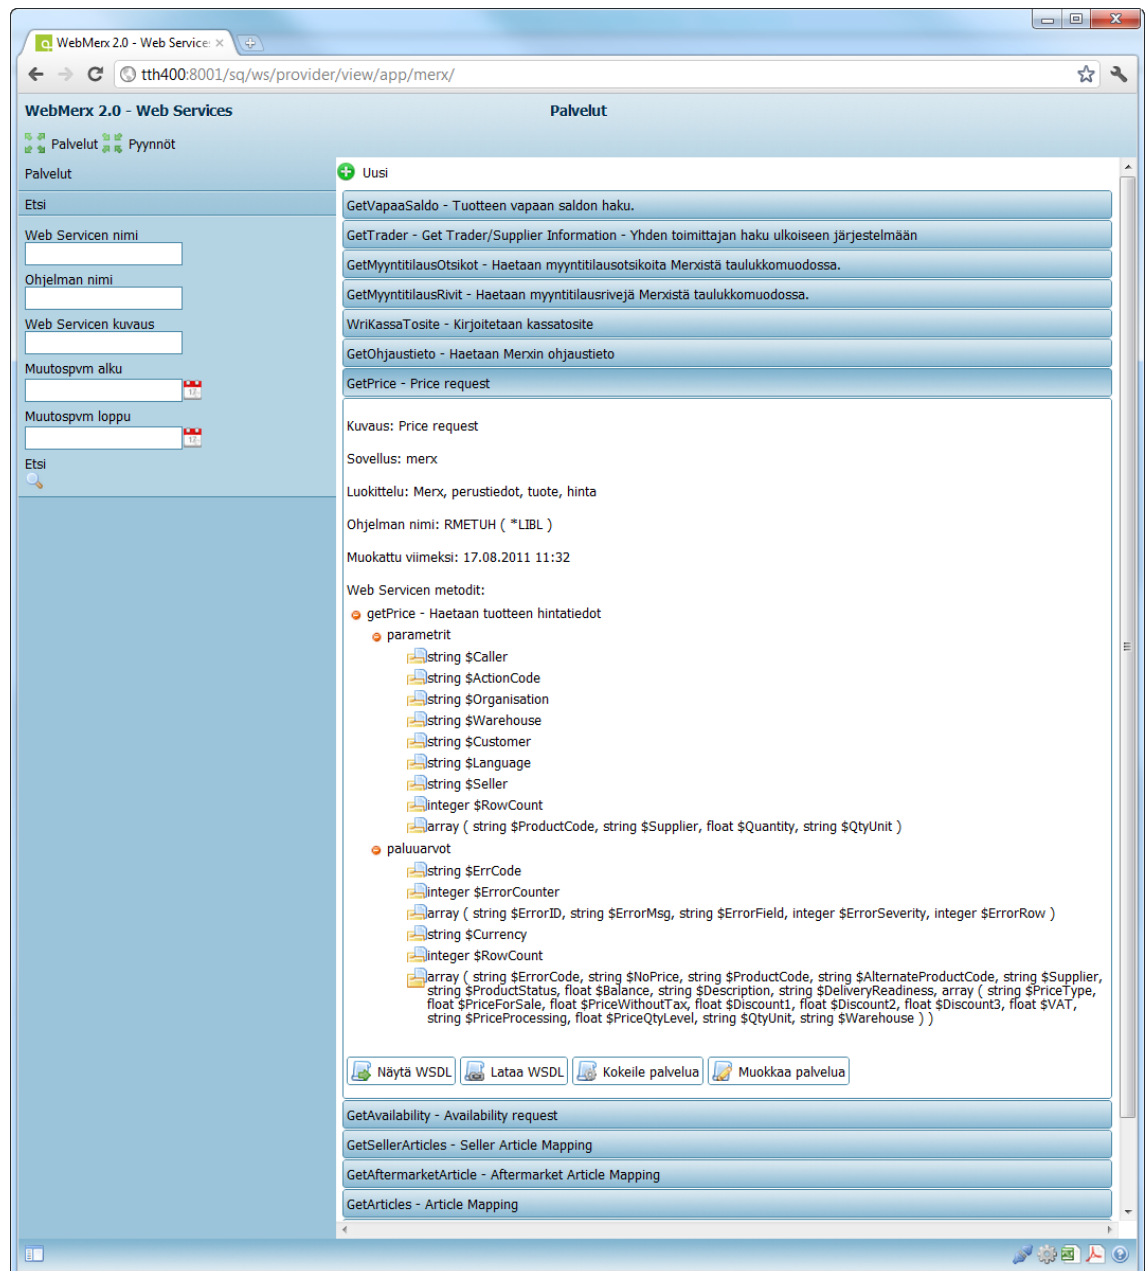 WebMerx 2.0 - Web Service
tth400:8001/sq/ws/provider/view/app/merx/
WebMerx 2.0 - Web Services
Palvelut
Palvelut
Pyynnöt
Palvelut
Etsi
Web Servicen nimi
Ohjelman nimi
Web Servicen kuvaus
Muutospvm alku
Muutospvm loppu
Etsi
Uusi
GetVapaaSaldo - Tuotteen vapaan saldon haku.
GetTrader - Get Trader/Supplier Information - Yhden toimittajan haku ulkoiseen järjestelmään
GetMyyntitilausOtsikot - Haetaan myyntitilausotsikoita Merxistä taulukkomuodossa.
GetMyyntitilausRivit - Haetaan myyntitilausrivejä Merxistä taulukkomuodossa.
WriKassaTosite - Kirjoitetaan kassatosite
GetOhjaustieto - Haetaan Merxin ohjaustieto
GetPrice - Price request
Kuvaus: Price request
Sovellus: merx
Luokittelu: Merx, perustiedot, tuote, hinta
Ohjelman nimi: RMETUH ( *LIBL )
Muokattu viimeksi: 17.08.2011 11:32
Web Servicen metodit:
getPrice - Haetaan tuotteen hintatiedot
parametrit
string $Caller
string $ActionCode
string $Organisation
string $Warehouse
string $Customer
string $Language
string $Seller
integer $RowCount
array ( string $ProductCode, string $Supplier, float $Quantity, string $QtyUnit )
paluuarvot
string $ErrCode
integer $ErrorCounter
array ( string $ErrorID, string $ErrorMsg, string $ErrorField, integer $ErrorSeverity, integer $ErrorRow )
string $Currency
integer $RowCount
array ( string $ErrorCode, string $NoPrice, string $ProductCode, string $AlternateProductCode, string $Supplier,
string $ProductStatus, float $Balance, string $Description, string $DeliveryReadiness, array ( string $PriceType,
float $PriceForSale, float $PriceWithoutTax, float $Discount1, float $Discount2, float $Discount3, float $VAT,
string $PriceProcessing, float $PriceQtyLevel, string $QtyUnit, string $Warehouse ) )
Näytä WSDL
Lataa WSDL
Kokeile palvelua
Muokkaa palvelua
GetAvailability - Availability request
GetSellerArticles - Seller Article Mapping
GetAftermarketArticle - Aftermarket Article Mapping
GetArticles - Article Mapping